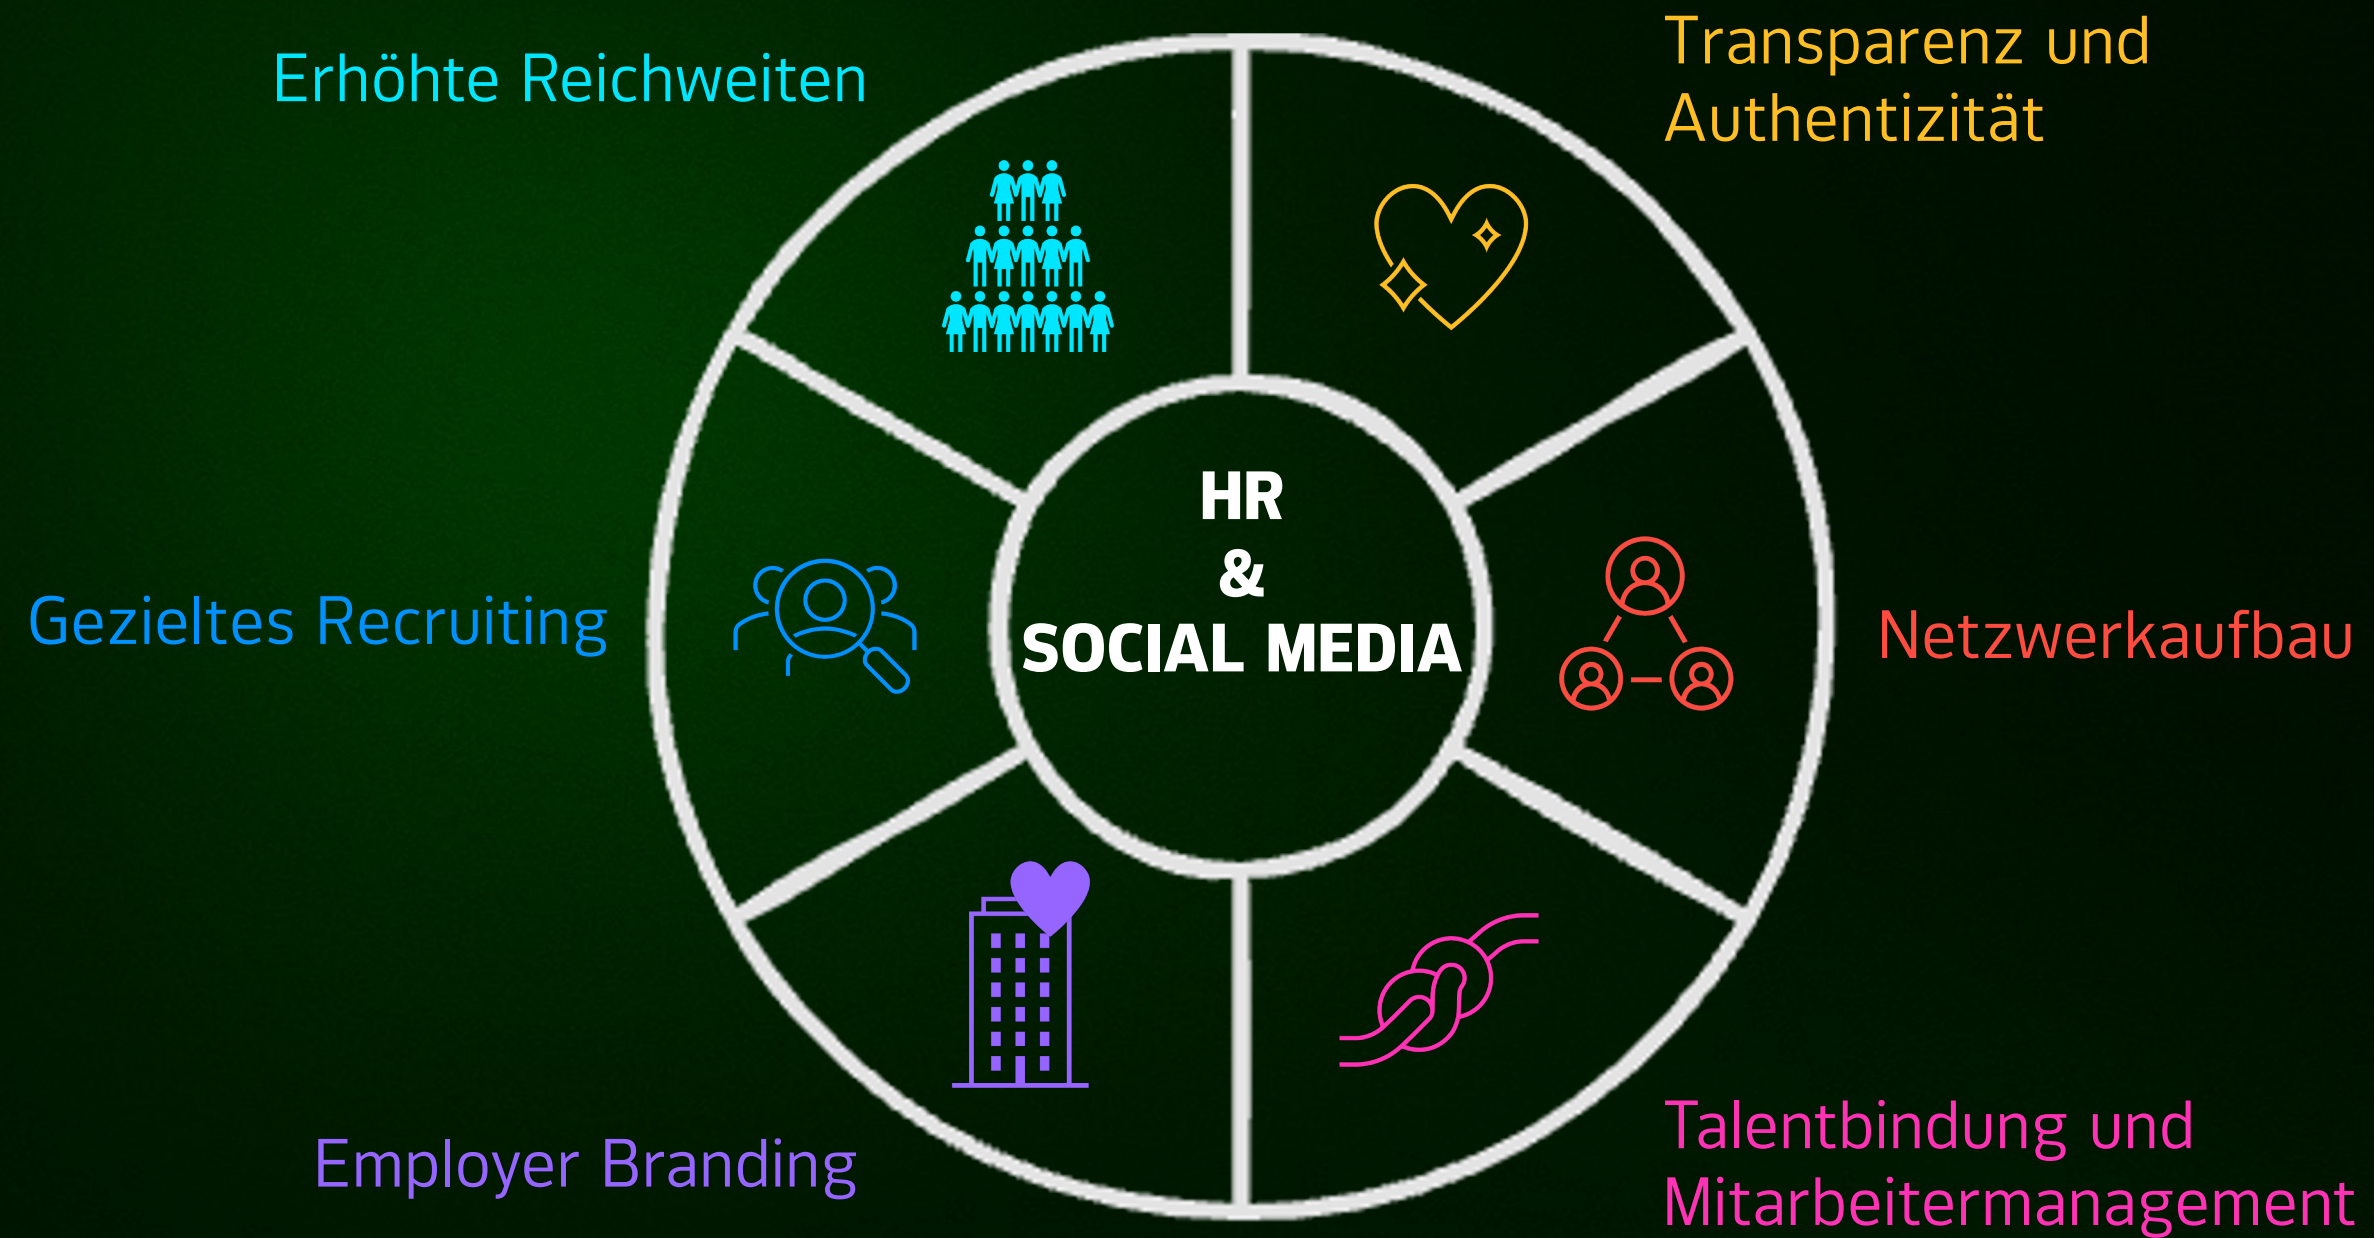 Erhöhte Reichweiten
Transparenz und
Authentizität
HR
&
SOCIAL MEDIA
Gezieltes Recruiting
Netzwerkaufbau
Employer Branding
Talentbindung und
Mitarbeitermanagement